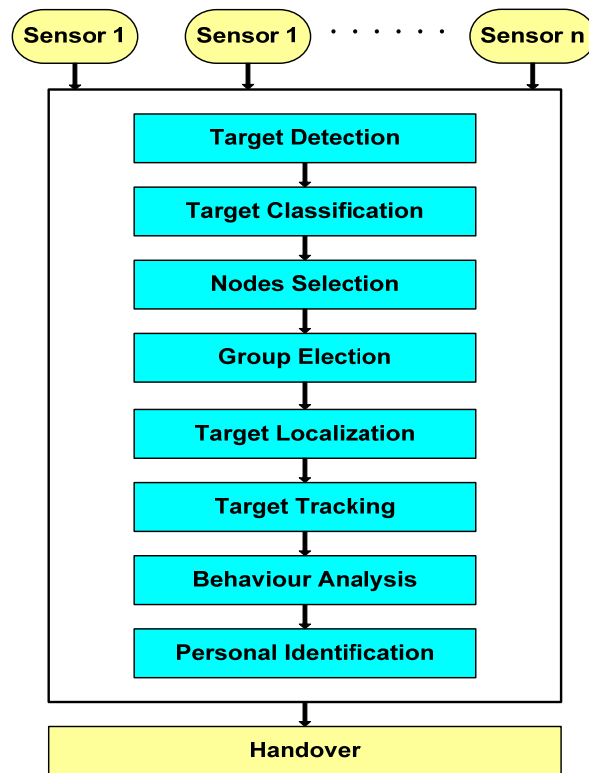 Sensor 1 Sensor 1 . . . . . . Sensor n
Target Detection
Target Classification
Nodes Selection
Group Election
Target Localization
Target Tracking
Behaviour Analysis
Personal Identification
Handover